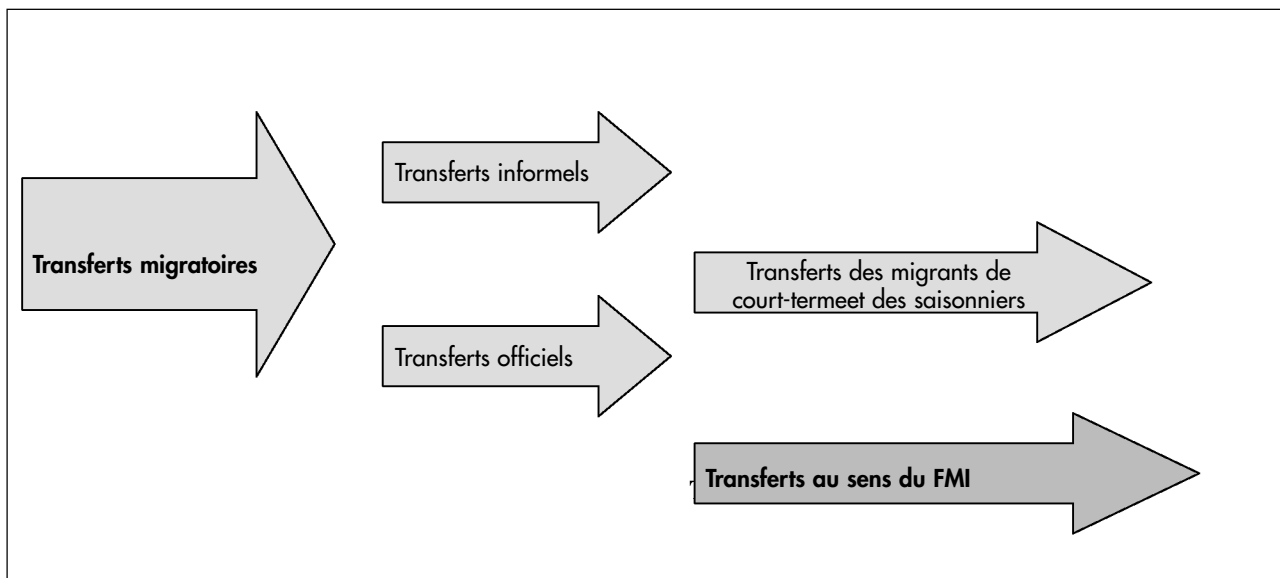 Transferts informels
Transferts migratoires
Transferts des migrants de
court-termeet des saisonniers
Transferts officiels
Transferts au sens du FMI